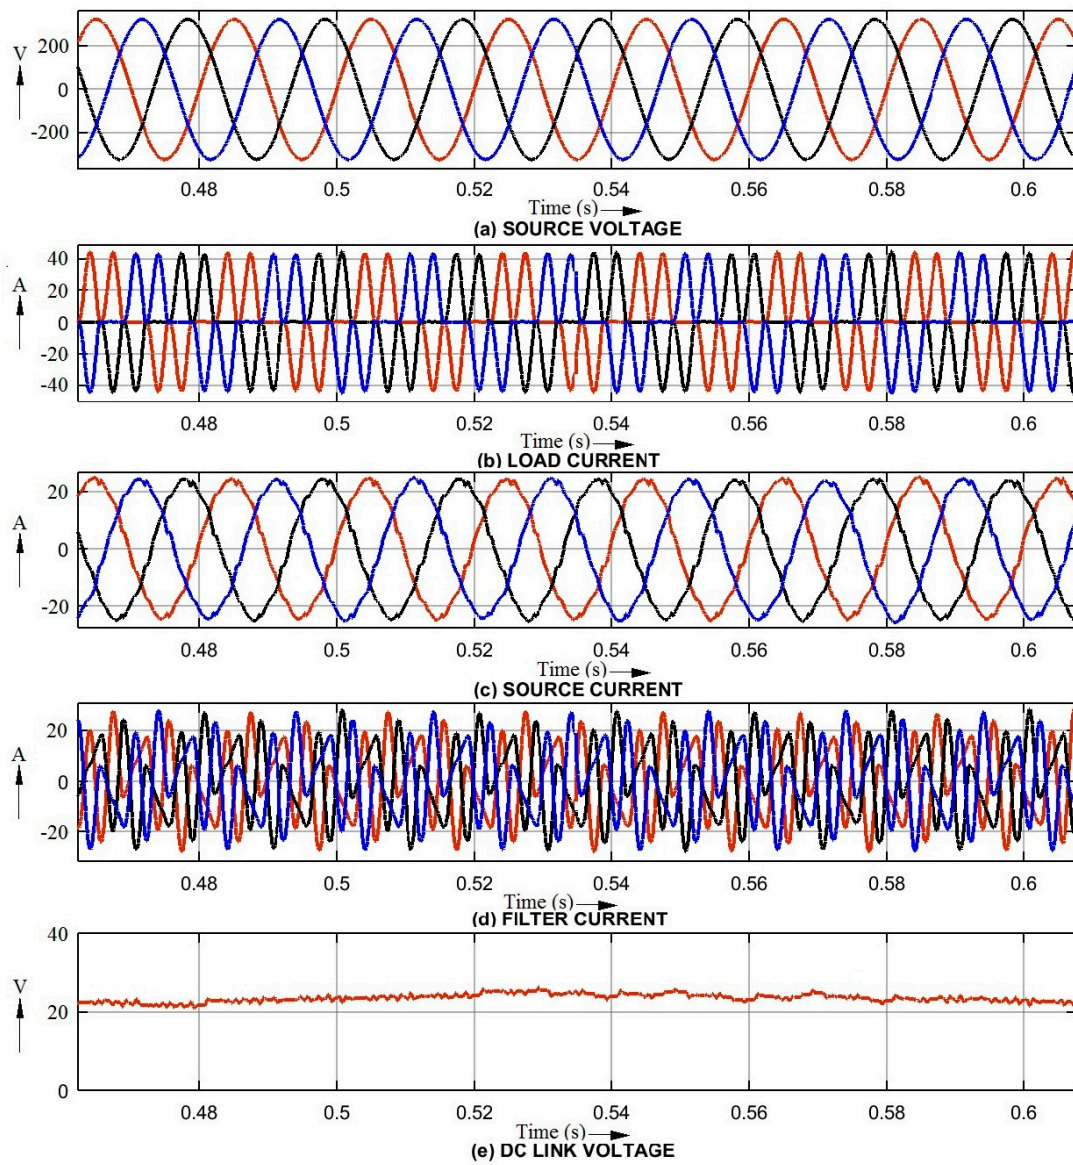 V
200
0
-200
0.48 0.5 0.52 0.54 0.56 0.58 0.6
Time (s)
(a) SOURCE VOLTAGE
A
40
20
0
-20
-40
0.48 0.5 0.52 0.54 0.56 0.58 0.6
Time (s)
(b) LOAD CURRENT
A
20
0
-20
0.48 0.5 0.52 0.54 0.56 0.58 0.6
Time (s)
(c) SOURCE CURRENT
A
20
0
-20
0.48 0.5 0.52 0.54 0.56 0.58 0.6
Time (s)
(d) FILTER CURRENT
40
V
20
0
0.48 0.5 0.52 0.54 0.56 0.58 0.6
Time (s)
(e) DC LINK VOLTAGE